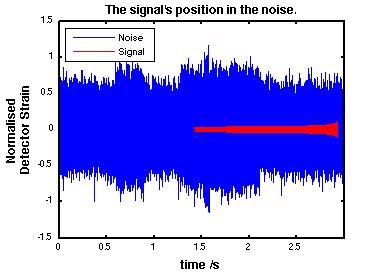 The signal's position in the noise.
Noise
Signal
Normalised
Detector Strain
1.5
1
0.5
0
-0.5
-1
-1.5
0
0.5
1
1.5
2
2.5
time /s